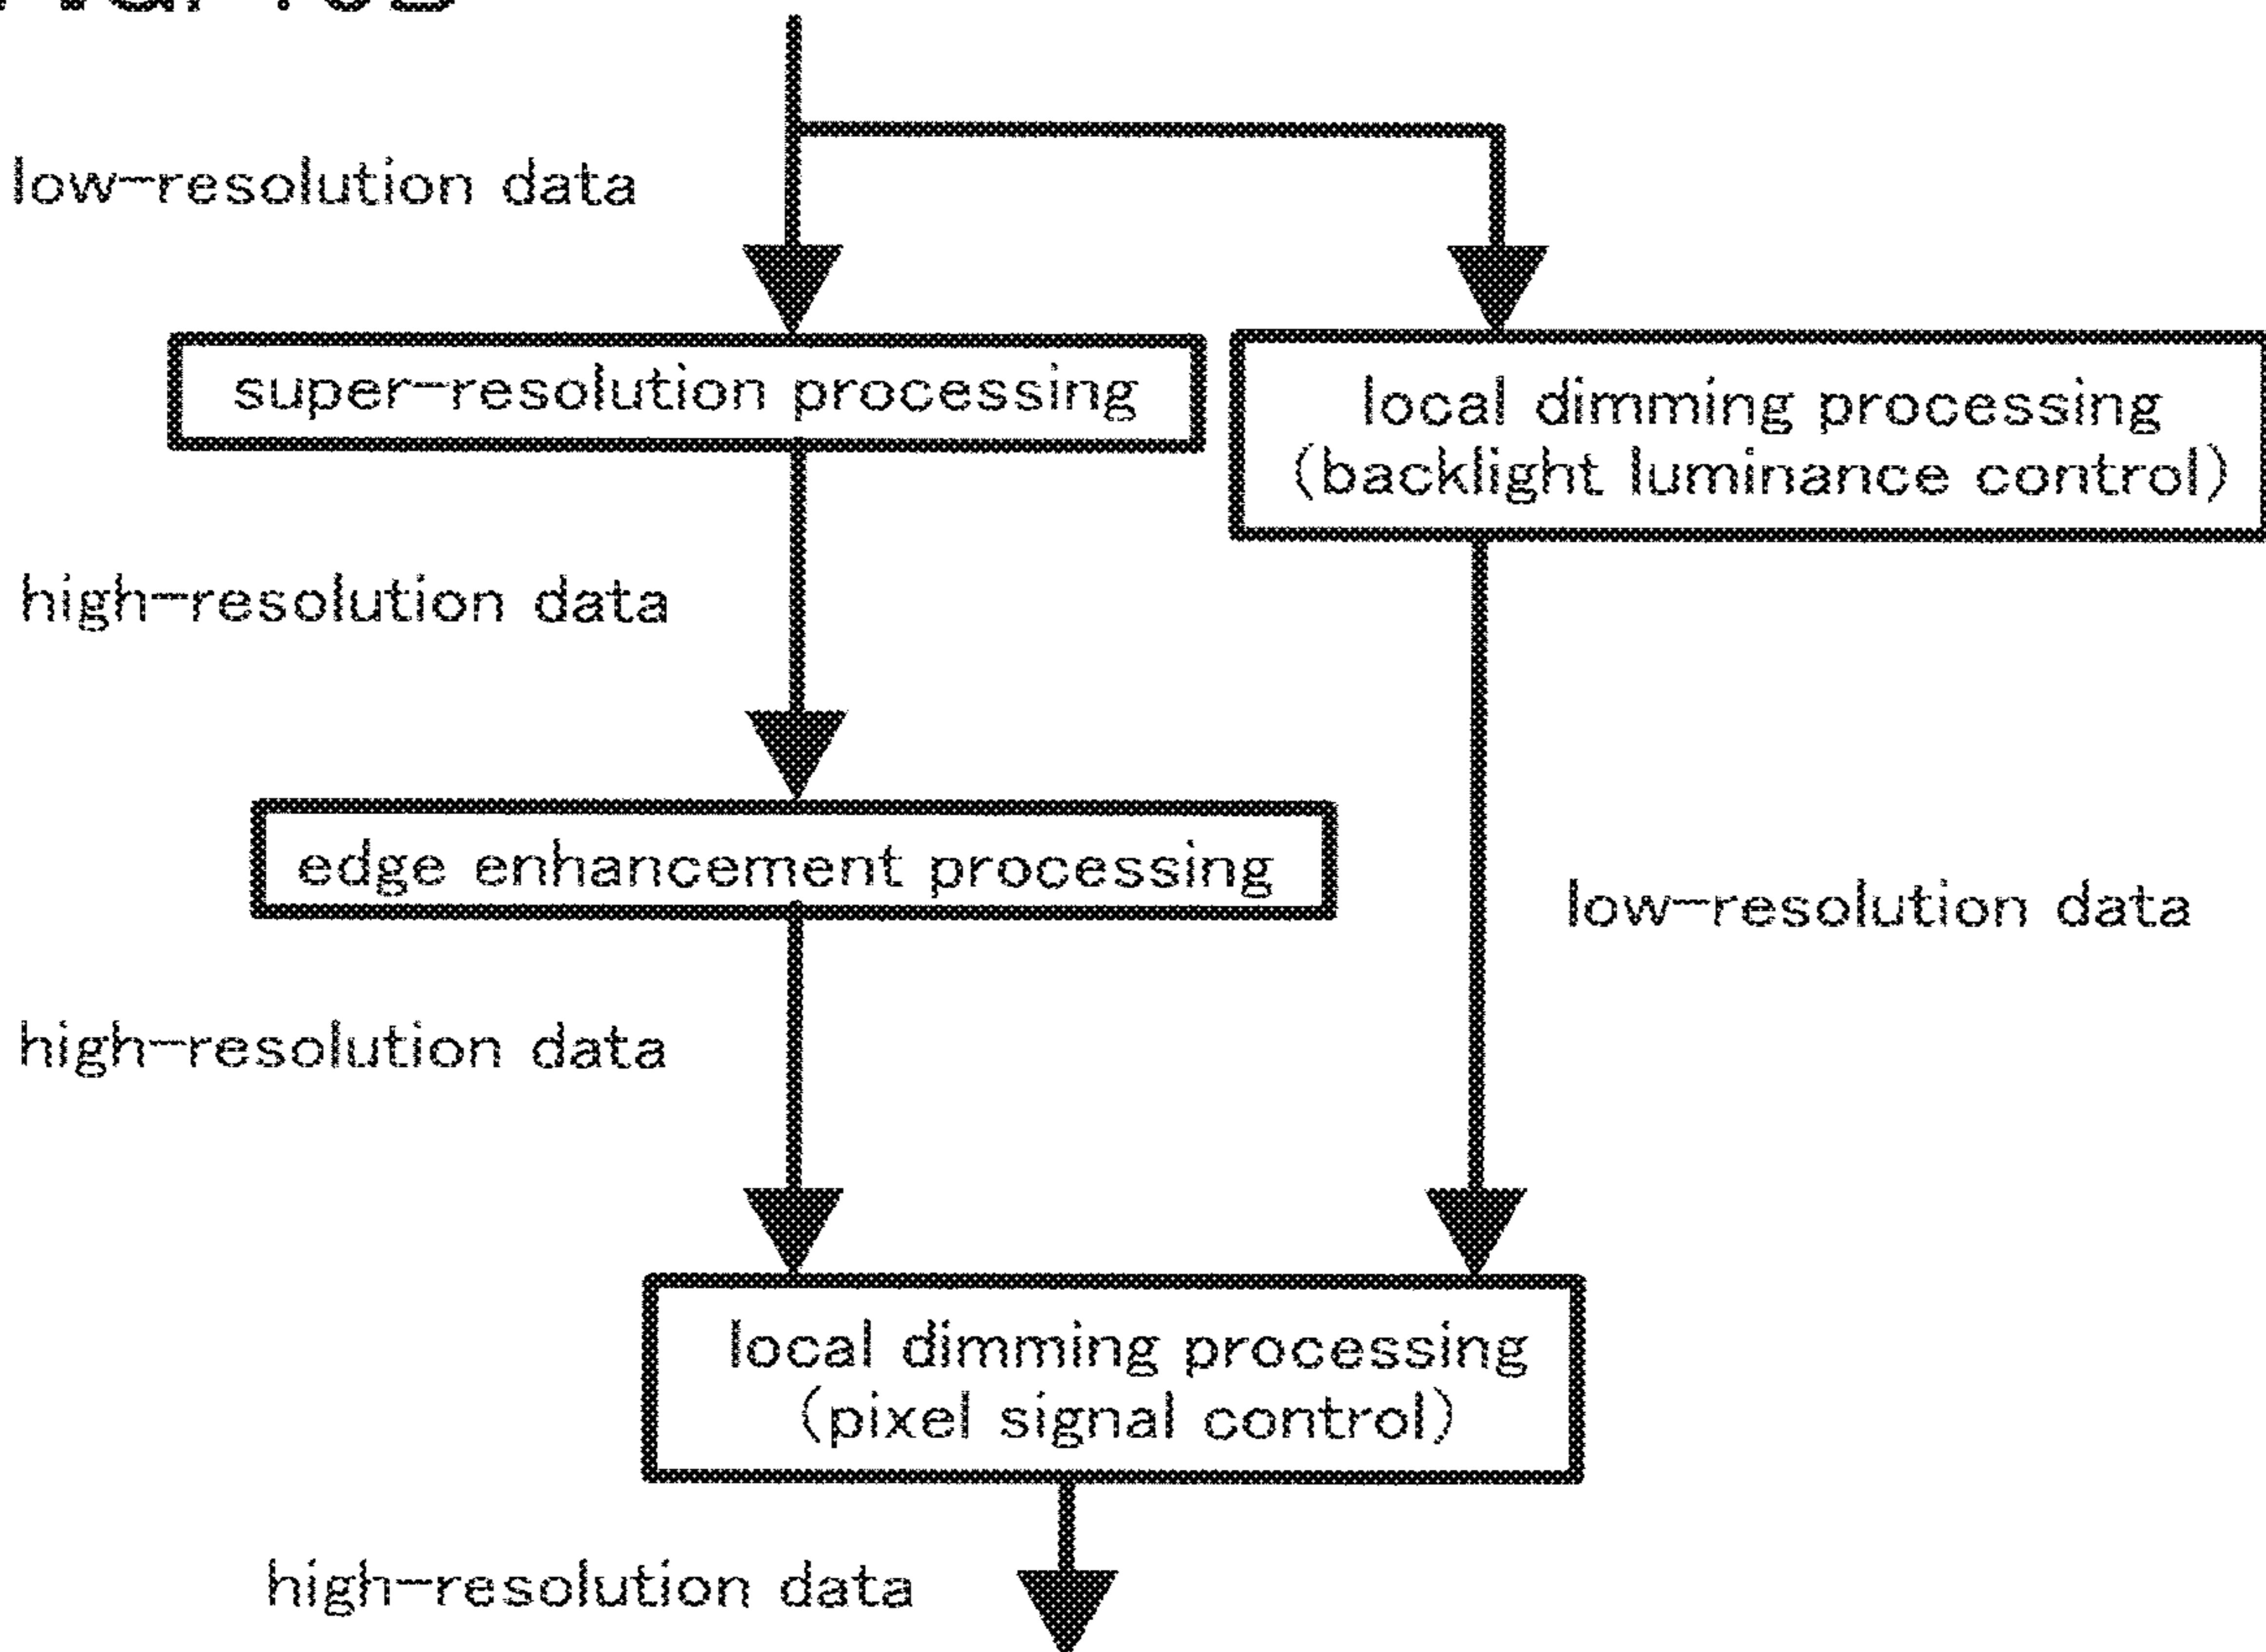 low-resolution data
super-resolution processing
local dimming processing
(backlight luminance control)
high-resolution data
edge enhancement processing
low-resolution data
high-resolution data
local dimming processing
(pixel signal control)
high-resolution data